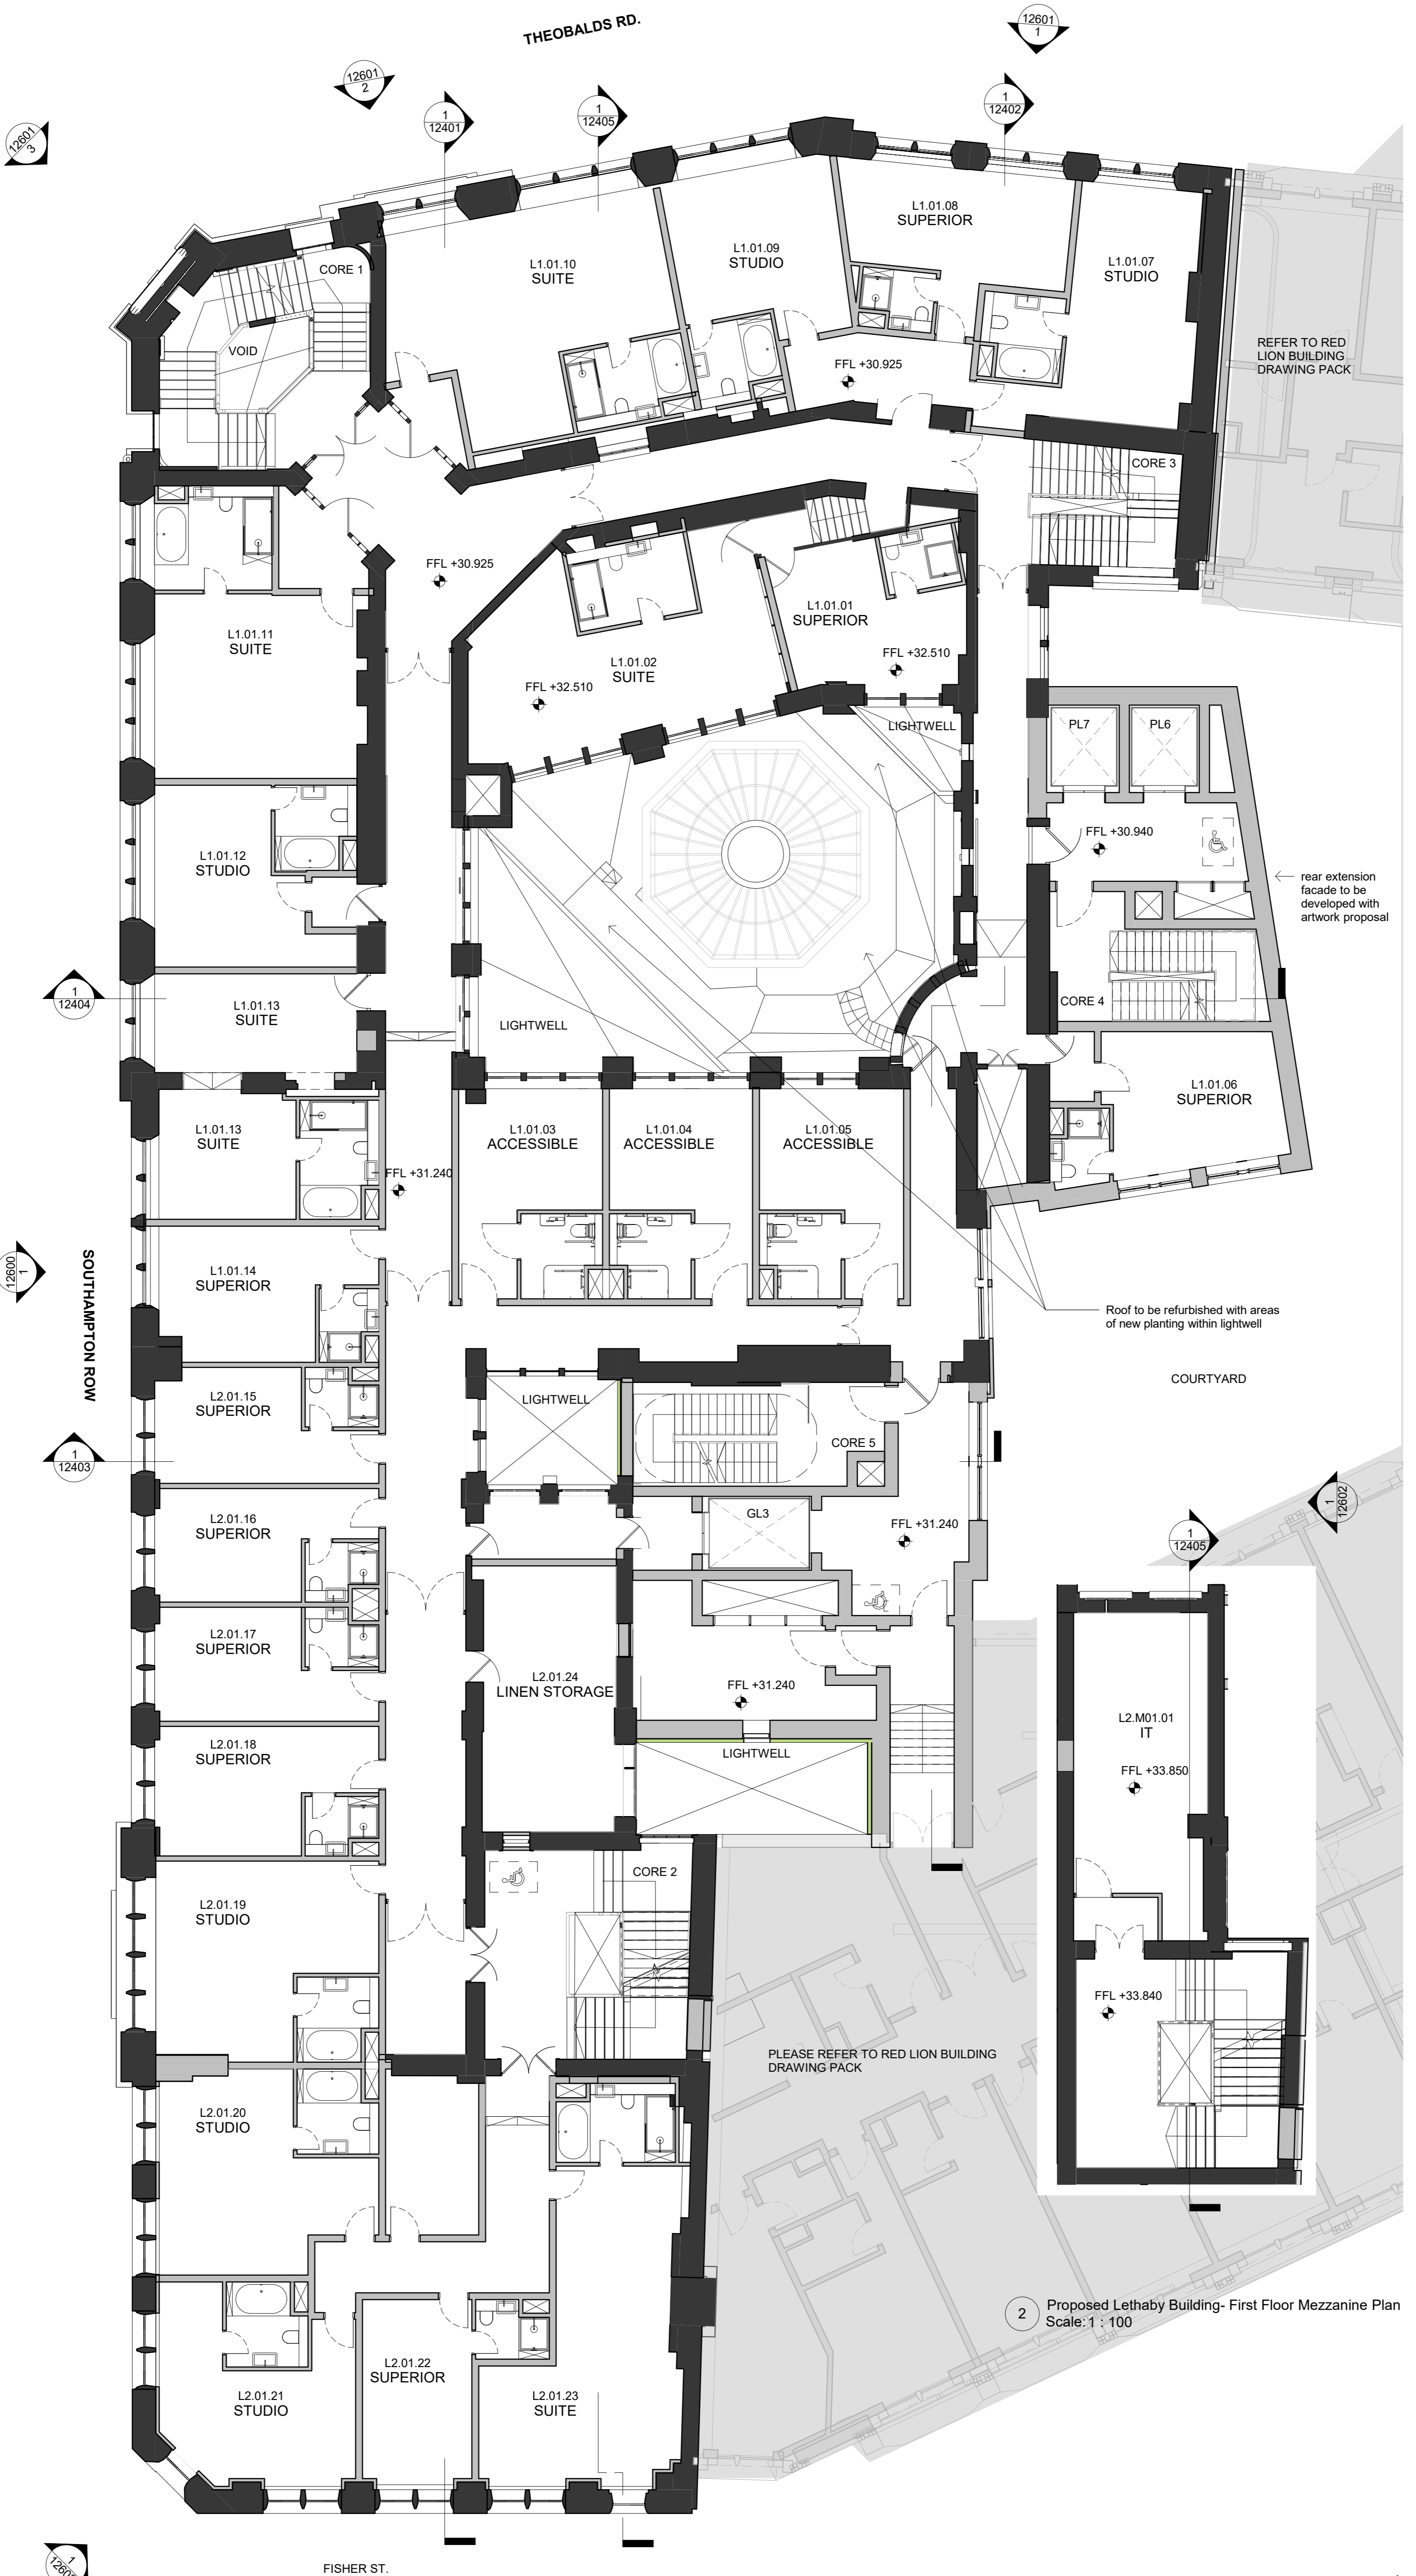 THEOBALDS RD.
12601
1
12601
2
12601
3
1
12401
1
12405
1
12402
L1.01.08
SUPERIOR
L1.01.09
STUDIO
L1.01.10
SUITE
L1.01.07
STUDIO
CORE 1
VOID
REFER TO RED
LION BUILDING
DRAWING PACK
FFL +30.925
CORE 3
FFL +30.925
L1.01.01
SUPERIOR
L1.01.11
SUITE
L1.01.02
SUITE
FFL +32.510
FFL +32.510
LIGHTWELL
PL7
PL6
FFL +30.940
L1.01.12
STUDIO
rear extension
facade to be
developed with
artwork proposal
1
12404
L1.01.13
SUITE
CORE 4
LIGHTWELL
L1.01.06
SUPERIOR
L1.01.13
SUITE
L1.01.03
ACCESSIBLE
L1.01.04
ACCESSIBLE
L1.01.05
ACCESSIBLE
FFL +31.240
12600
1
SOUTHAMPTON ROW
L1.01.14
SUPERIOR
Roof to be refurbished with areas
of new planting within lightwell
COURTYARD
L2.01.15
SUPERIOR
LIGHTWELL
CORE 5
1
12403
L2.01.16
SUPERIOR
GL3
FFL +31.240
1
12602
1
12405
L2.01.17
SUPERIOR
L2.01.24
LINEN STORAGE
FFL +31.240
L2.M01.01
IT
L2.01.18
SUPERIOR
LIGHTWELL
FFL +33.850
CORE 2
L2.01.19
STUDIO
FFL +33.840
PLEASE REFER TO RED LION BUILDING
DRAWING PACK
L2.01.20
STUDIO
2
Proposed Lethaby Building- First Floor Mezzanine Plan
Scale: 1 : 100
L2.01.22
SUPERIOR
L2.01.21
STUDIO
L2.01.23
SUITE
1
FISHER ST.